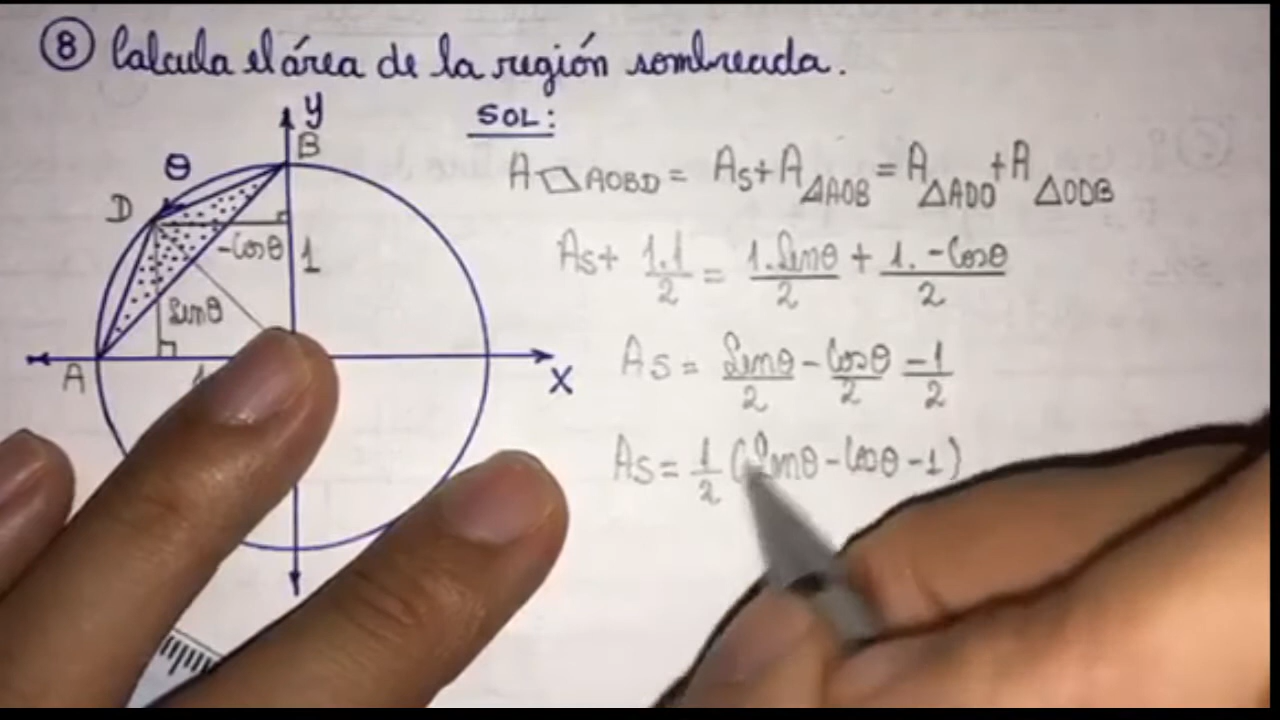 ⑧ Calcula el área de la región sombreada.
SOL:
y
B
θ
D
-Cosθ
1
Senθ
A
X
A▱AOBD = As + A△AOB = A△ADO + A△ODB
As + 1.1/2 = 1.Senθ/2 + 1.-Cosθ/2
As = Senθ/2 - Cosθ/2 - 1/2
As = 1/2 (Senθ - Cosθ - 1)